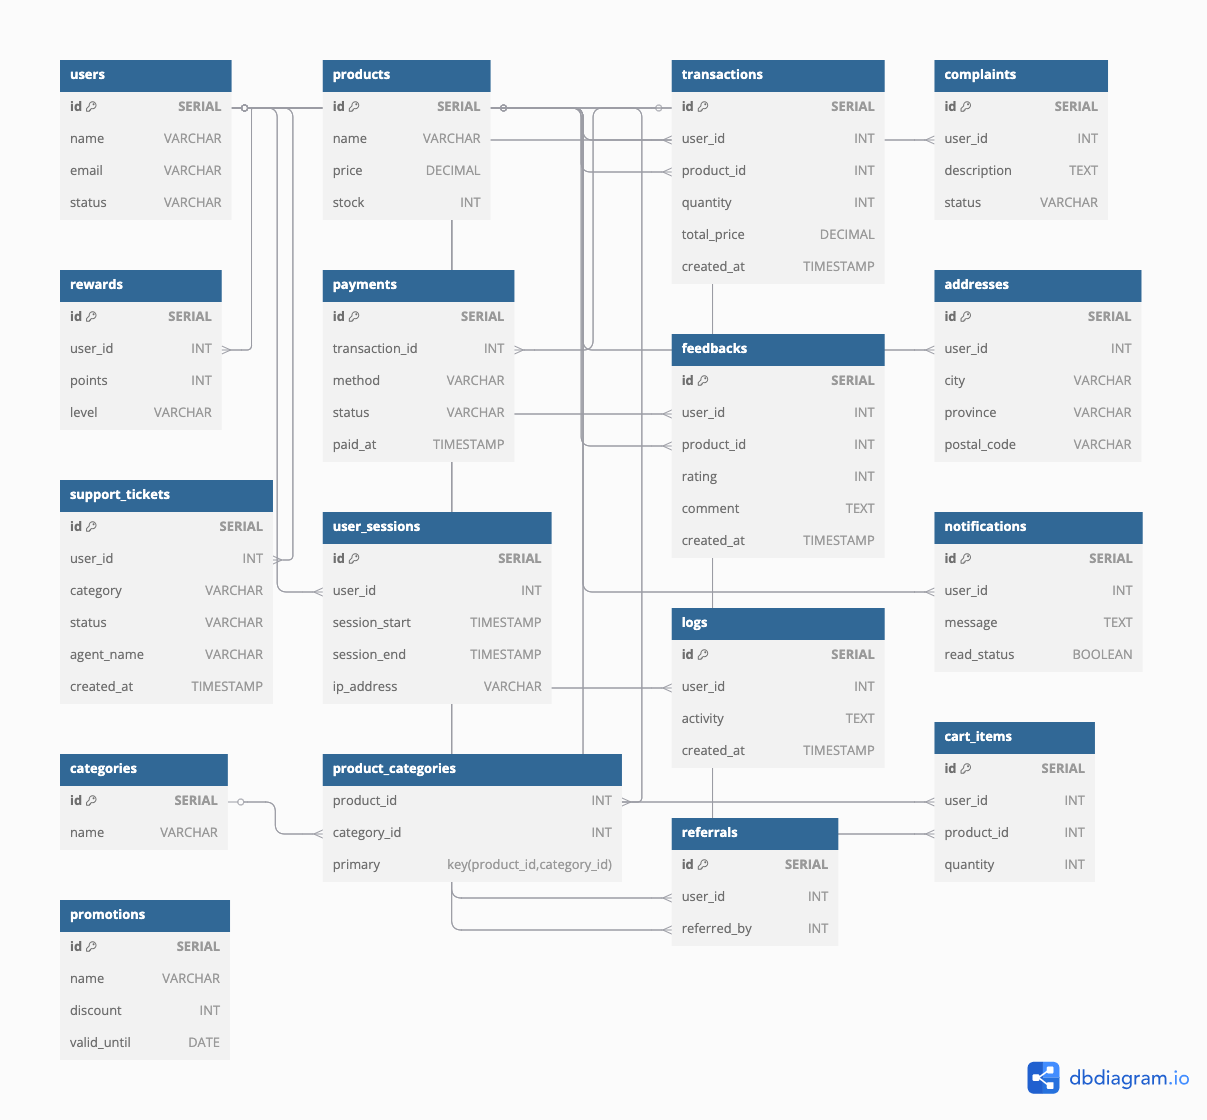 users
id SERIAL
name VARCHAR
email VARCHAR
status VARCHAR
products
id SERIAL
name VARCHAR
price DECIMAL
stock INT
transactions
id SERIAL
user_id INT
product_id INT
quantity INT
total_price DECIMAL
created_at TIMESTAMP
complaints
id SERIAL
user_id INT
description TEXT
status VARCHAR
rewards
id SERIAL
user_id INT
points INT
level VARCHAR
payments
id SERIAL
transaction_id INT
method VARCHAR
status VARCHAR
paid_at TIMESTAMP
feedbacks
id SERIAL
user_id INT
product_id INT
rating INT
comment TEXT
created_at TIMESTAMP
addresses
id SERIAL
user_id INT
city VARCHAR
province VARCHAR
postal_code VARCHAR
support_tickets
id SERIAL
user_id INT
category VARCHAR
status VARCHAR
agent_name VARCHAR
created_at TIMESTAMP
user_sessions
id SERIAL
user_id INT
session_start TIMESTAMP
session_end TIMESTAMP
ip_address VARCHAR
logs
id SERIAL
user_id INT
activity TEXT
created_at TIMESTAMP
notifications
id SERIAL
user_id INT
message TEXT
read_status BOOLEAN
categories
id SERIAL
name VARCHAR
product_categories
product_id INT
category_id INT
primary key(product_id,category_id)
referrals
id SERIAL
user_id INT
referred_by INT
cart_items
id SERIAL
user_id INT
product_id INT
quantity INT
promotions
id SERIAL
name VARCHAR
discount INT
valid_until DATE
dbdiagram.io